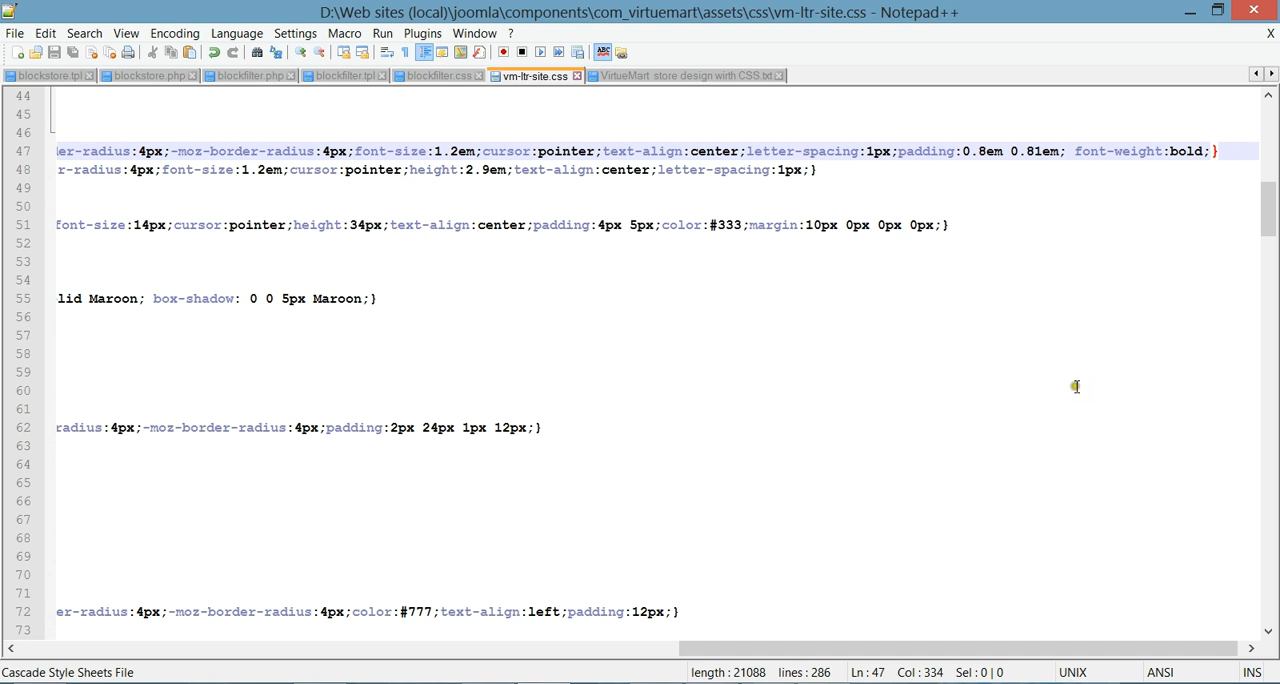 D:\Web sites (local)\joomla\components\com_virtuemart\assets\css\vm-ltr-site.css - Notepad++
File Edit Search View Encoding Language Settings Macro Run Plugins Window ? X
blockstore.tpl blockstore.php blockfilter.php blockfilter.tpl blockfilter.css vm-ltr-site.css VirtueMart store design wirth CSS.txt
44
45
46
47 er-radius:4px;-moz-border-radius:4px;font-size:1.2em;cursor:pointer;text-align:center;letter-spacing:1px;padding:0.8em 0.81em; font-weight:bold;}
48 r-radius:4px;font-size:1.2em;cursor:pointer;height:2.9em;text-align:center;letter-spacing:1px;}
49
50
51 font-size:14px;cursor:pointer;height:34px;text-align:center;padding:4px 5px;color:#333;margin:10px 0px 0px 0px;}
52
53
54
55 lid Maroon; box-shadow: 0 0 5px Maroon;}
56
57
58
59
60
61
62 radius:4px;-moz-border-radius:4px;padding:2px 24px 1px 12px;}
63
64
65
66
67
68
69
70
71
72 er-radius:4px;-moz-border-radius:4px;color:#777;text-align:left;padding:12px;}
73
Cascade Style Sheets File length : 21088 lines : 286 Ln : 47 Col : 334 Sel : 0 | 0 UNIX ANSI INS